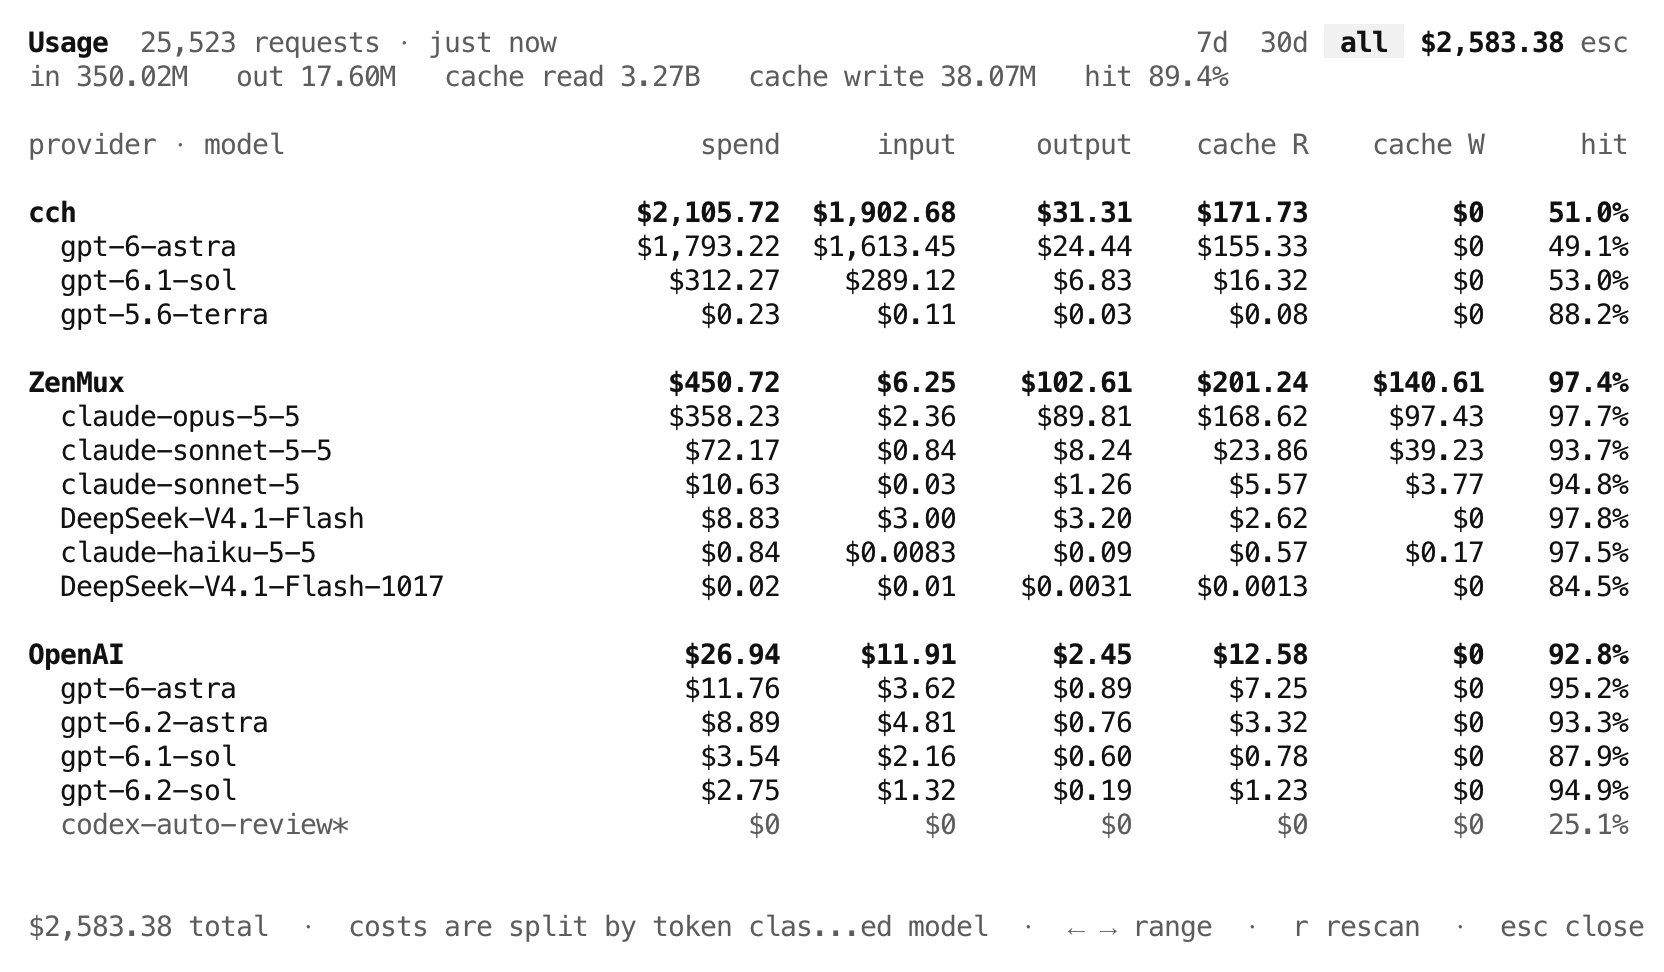 Usage  25,523 requests · just now  7d  30d  all  $2,583.38 esc
in 350.02M  out 17.60M  cache read 3.27B  cache write 38.07M  hit 89.4%
provider · model  spend  input  output  cache R  cache W  hit
cch  $2,105.72  $1,902.68  $31.31  $171.73  $0  51.0%
gpt-6-astra  $1,793.22  $1,613.45  $24.44  $155.33  $0  49.1%
gpt-6.1-sol  $312.27  $289.12  $6.83  $16.32  $0  53.0%
gpt-5.6-terra  $0.23  $0.11  $0.03  $0.08  $0  88.2%
ZenMux  $450.72  $6.25  $102.61  $201.24  $140.61  97.4%
claude-opus-5-5  $358.23  $2.36  $89.81  $168.62  $97.43  97.7%
claude-sonnet-5-5  $72.17  $0.84  $8.24  $23.86  $39.23  93.7%
claude-sonnet-5  $10.63  $0.03  $1.26  $5.57  $3.77  94.8%
DeepSeek-V4.1-Flash  $8.83  $3.00  $3.20  $2.62  $0  97.8%
claude-haiku-5-5  $0.84  $0.0083  $0.09  $0.57  $0.17  97.5%
DeepSeek-V4.1-Flash-1017  $0.02  $0.01  $0.0031  $0.0013  $0  84.5%
OpenAI  $26.94  $11.91  $2.45  $12.58  $0  92.8%
gpt-6-astra  $11.76  $3.62  $0.89  $7.25  $0  95.2%
gpt-6.2-astra  $8.89  $4.81  $0.76  $3.32  $0  93.3%
gpt-6.1-sol  $3.54  $2.16  $0.60  $0.78  $0  87.9%
gpt-6.2-sol  $2.75  $1.32  $0.19  $1.23  $0  94.9%
codex-auto-review*  $0  $0  $0  $0  $0  25.1%
$2,583.38 total  ·  costs are split by token clas...ed model  ·  ← → range  ·  r rescan  ·  esc close